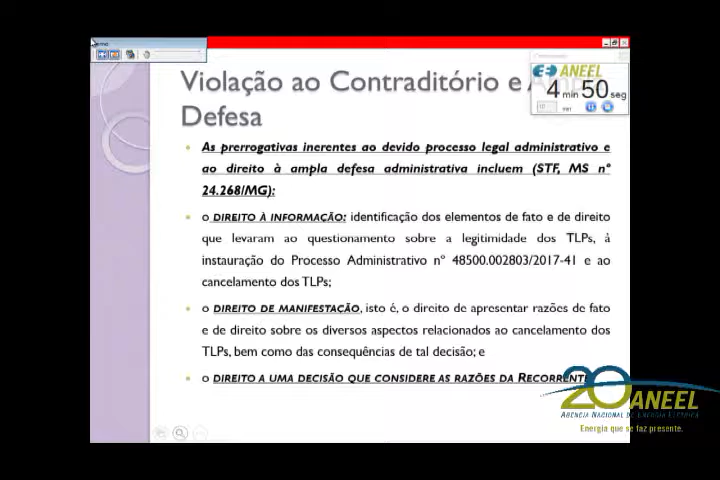 Violação ao Contraditório e A
Defesa
As prerrogativas inerentes ao devido processo legal administrativo e
ao direito à ampla defesa administrativa incluem (STF, MS nº
24.268/MG):
o DIREITO À INFORMAÇÃO: identificação dos elementos de fato e de direito
que levaram ao questionamento sobre a legitimidade dos TLPs, à
instauração do Processo Administrativo nº 48500.002803/2017-41 e ao
cancelamento dos TLPs;
o DIREITO DE MANIFESTAÇÃO, isto é, o direito de apresentar razões de fato
e de direito sobre os diversos aspectos relacionados ao cancelamento dos
TLPs, bem como das consequências de tal decisão; e
o DIREITO A UMA DECISÃO QUE CONSIDERE AS RAZÕES DA RECORRENTE
ANEEL
4 min 50 seg
20 ANEEL
AGÊNCIA NACIONAL DE ENERGIA ELÉTRICA
Energia que se faz presente.